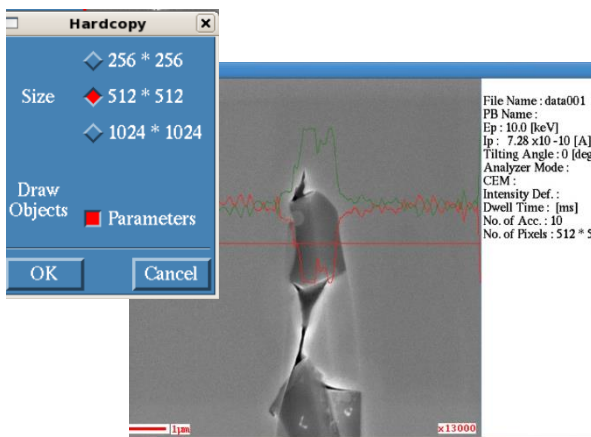 Hardcopy
Size
256 * 256
512 * 512
1024 * 1024
Draw
Objects
Parameters
OK
Cancel
File Name : data001
PB Name :
Ep : 10.0 [keV]
Ip : 7.28 x10 -10 [A]
Tilting Angle : 0 [deg
Analyzer Mode :
CEM :
Intensity Def. :
Dwell Time : [ms]
No. of Acc. : 10
No. of Pixels : 512 * 5
1µm
x13000